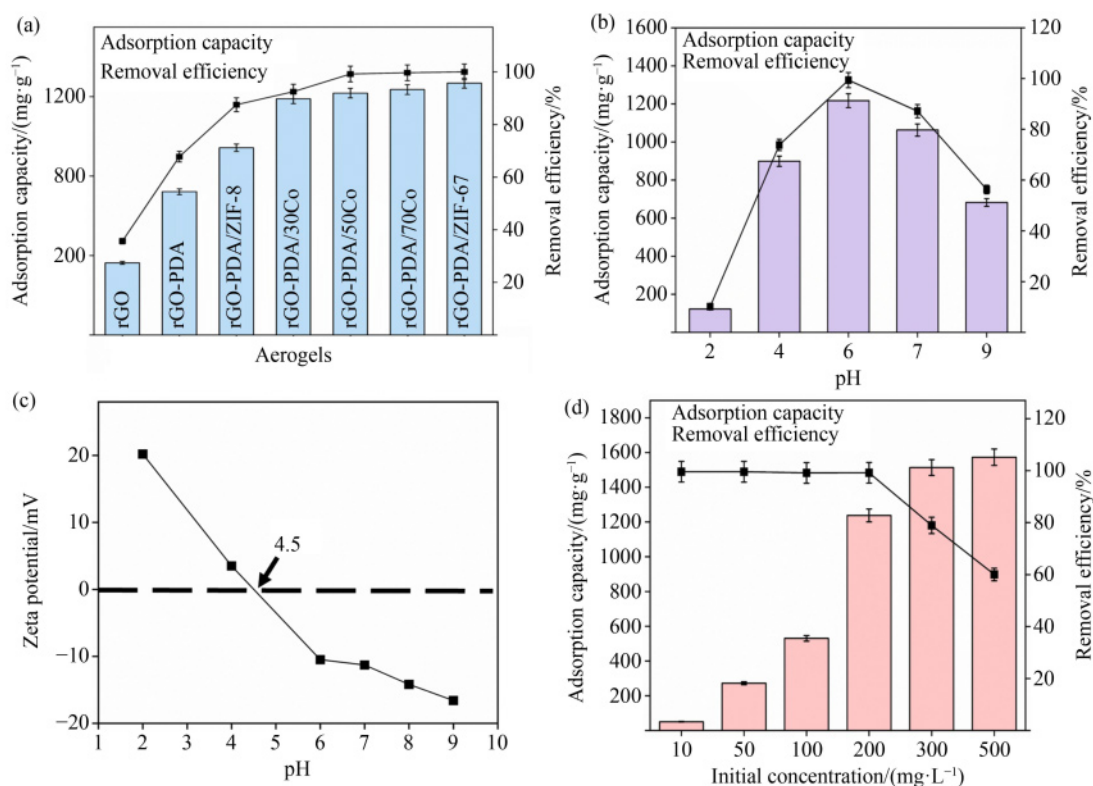 (a)
Adsorption capacity
Removal efficiency
Adsorption capacity/(mg·g⁻¹)
1200
800
200
rGO
rGO-PDA
rGO-PDA/ZIF-8
rGO-PDA/30Co
rGO-PDA/50Co
rGO-PDA/70Co
rGO-PDA/ZIF-67
100
80
60
40
20
Removal efficiency/%
Aerogels
(b)
Adsorption capacity
Removal efficiency
Adsorption capacity/(mg·g⁻¹)
1600
1400
1200
1000
800
600
400
200
120
100
80
60
40
20
Removal efficiency/%
2 4 6 7 9
pH
(c)
Zeta potential/mV
20
10
0
−10
−20
4.5
1 2 3 4 5 6 7 8 9 10
pH
(d)
Adsorption capacity
Removal efficiency
Adsorption capacity/(mg·g⁻¹)
1800
1600
1400
1200
1000
800
600
400
200
120
100
80
60
40
20
Removal efficiency/%
10 50 100 200 300 500
Initial concentration/(mg·L⁻¹)